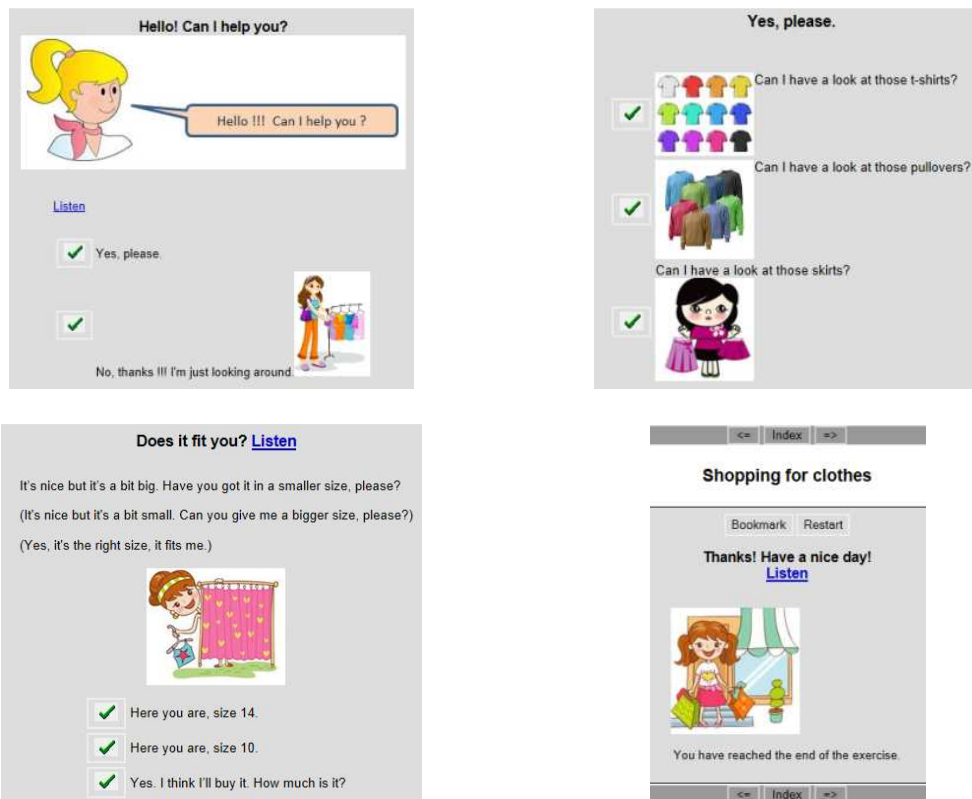 Hello! Can I help you?
Hello !!! Can I help you ?
Listen
Yes, please.
No, thanks !!! I'm just looking around.
Yes, please.
Can I have a look at those t-shirts?
Can I have a look at those pullovers?
Can I have a look at those skirts?
Does it fit you? Listen
It's nice but it's a bit big. Have you got it in a smaller size, please?
(It's nice but it's a bit small. Can you give me a bigger size, please?)
(Yes, it's the right size, it fits me.)
Here you are, size 14.
Here you are, size 10.
Yes. I think I'll buy it. How much is it?
<= Index =>
Shopping for clothes
Bookmark Restart
Thanks! Have a nice day!
Listen
You have reached the end of the exercise.
<= Index =>